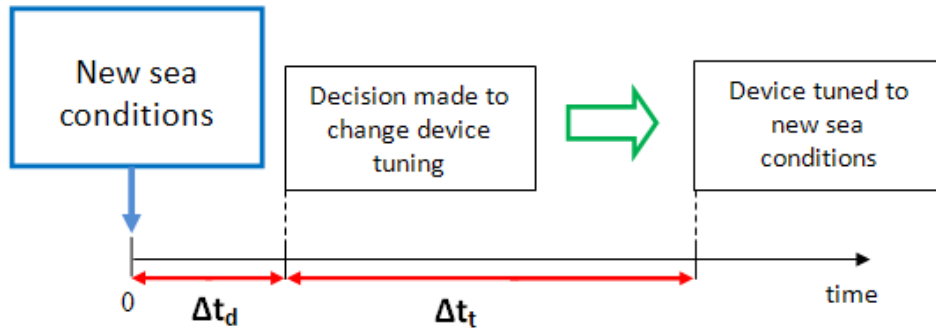 New sea
conditions
Decision made to
change device
tuning
Device tuned to
new sea
conditions
0
Δtd
Δtt
time